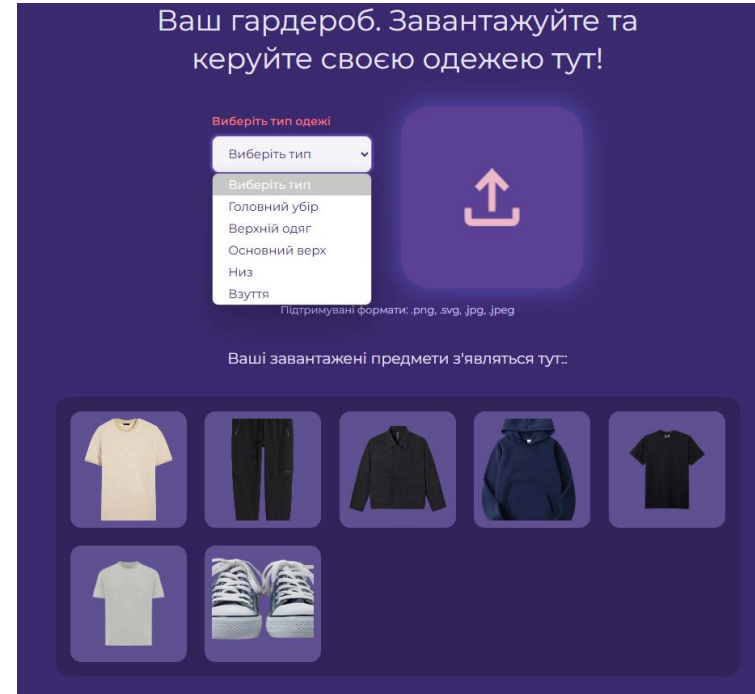 Ваш гардероб. Завантажуйте та
керуйте своєю одежею тут!
Виберіть тип одежі
Виберіть тип
Виберіть тип
Головний убір
Верхній одяг
Основний верх
Низ
Взуття
Підтримувані формати: .png, .svg, .jpg, .jpeg
Ваші завантажені предмети з'являться тут::